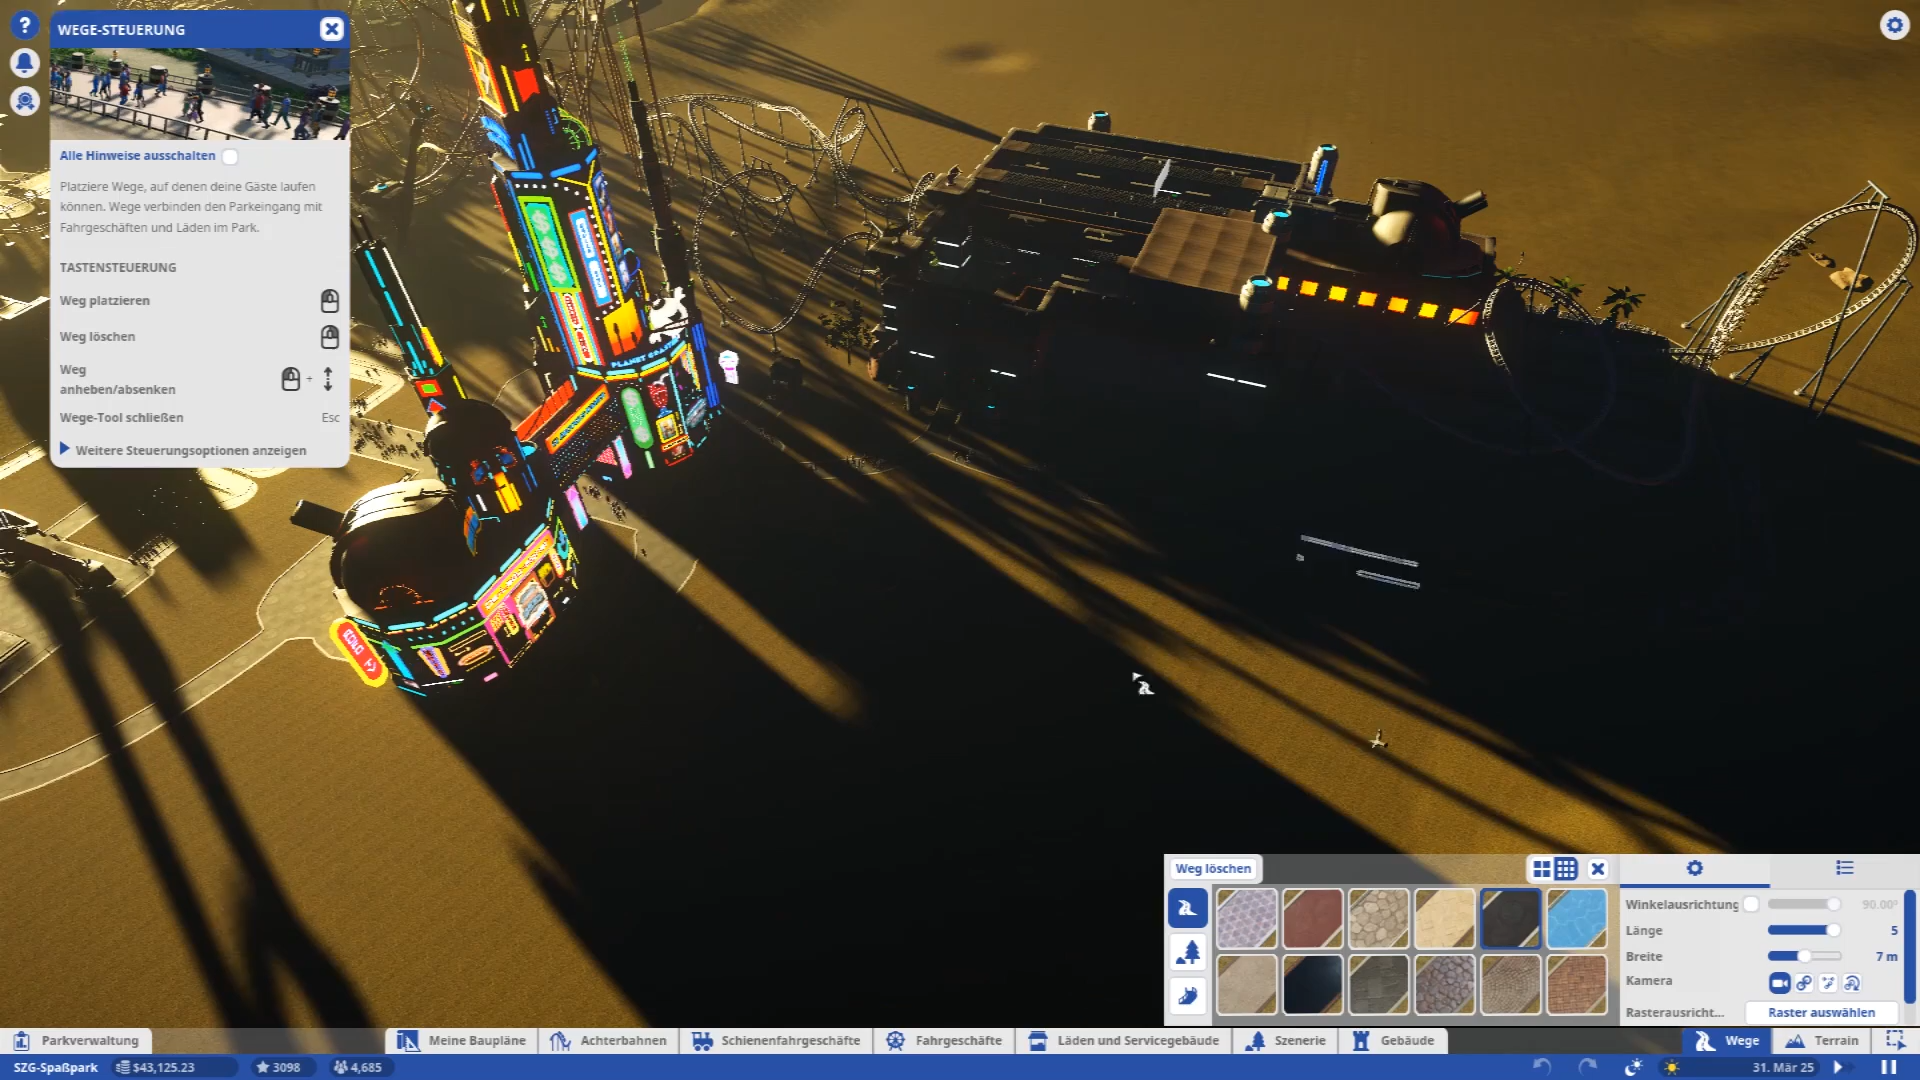 WEGE-STEUERUNG
Alle Hinweise ausschalten
Platziere Wege, auf denen deine Gäste laufen
können. Wege verbinden den Parkeingang mit
Fahrgeschäften und Läden im Park.
TASTENSTEUERUNG
Weg platzieren
Weg löschen
Weg
anheben/absenken
+
Wege-Tool schließen
Esc
Weitere Steuerungsoptionen anzeigen
$$$
PLANET COASTER
Weg löschen
Winkelausrichtung
90.00°
Länge
5
Breite
7 m
Kamera
Rasterausricht...
Raster auswählen
Parkverwaltung
Meine Baupläne
Achterbahnen
Schienenfahrgeschäfte
Fahrgeschäfte
Läden und Servicegebäude
Szenerie
Gebäude
Wege
Terrain
SZG-Spaßpark
$43,125.23
3098
4,685
31. Mär 25